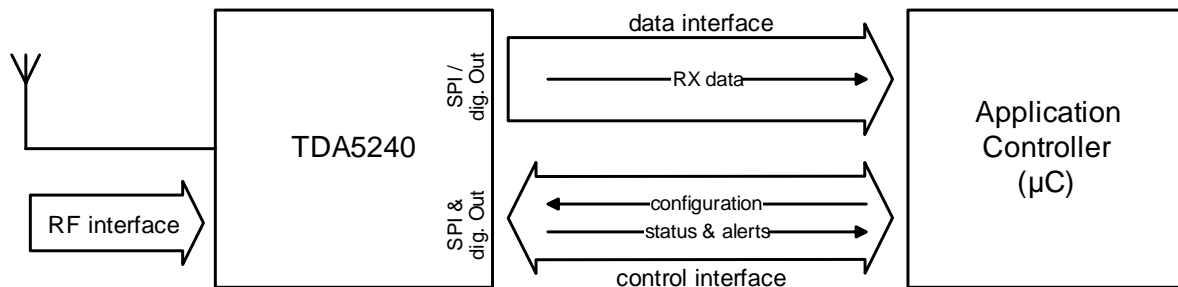 data interface
SPI /
dig. Out
RX data
TDA5240
Application
Controller
(µC)
RF interface
SPI &
dig. Out
configuration
status & alerts
control interface